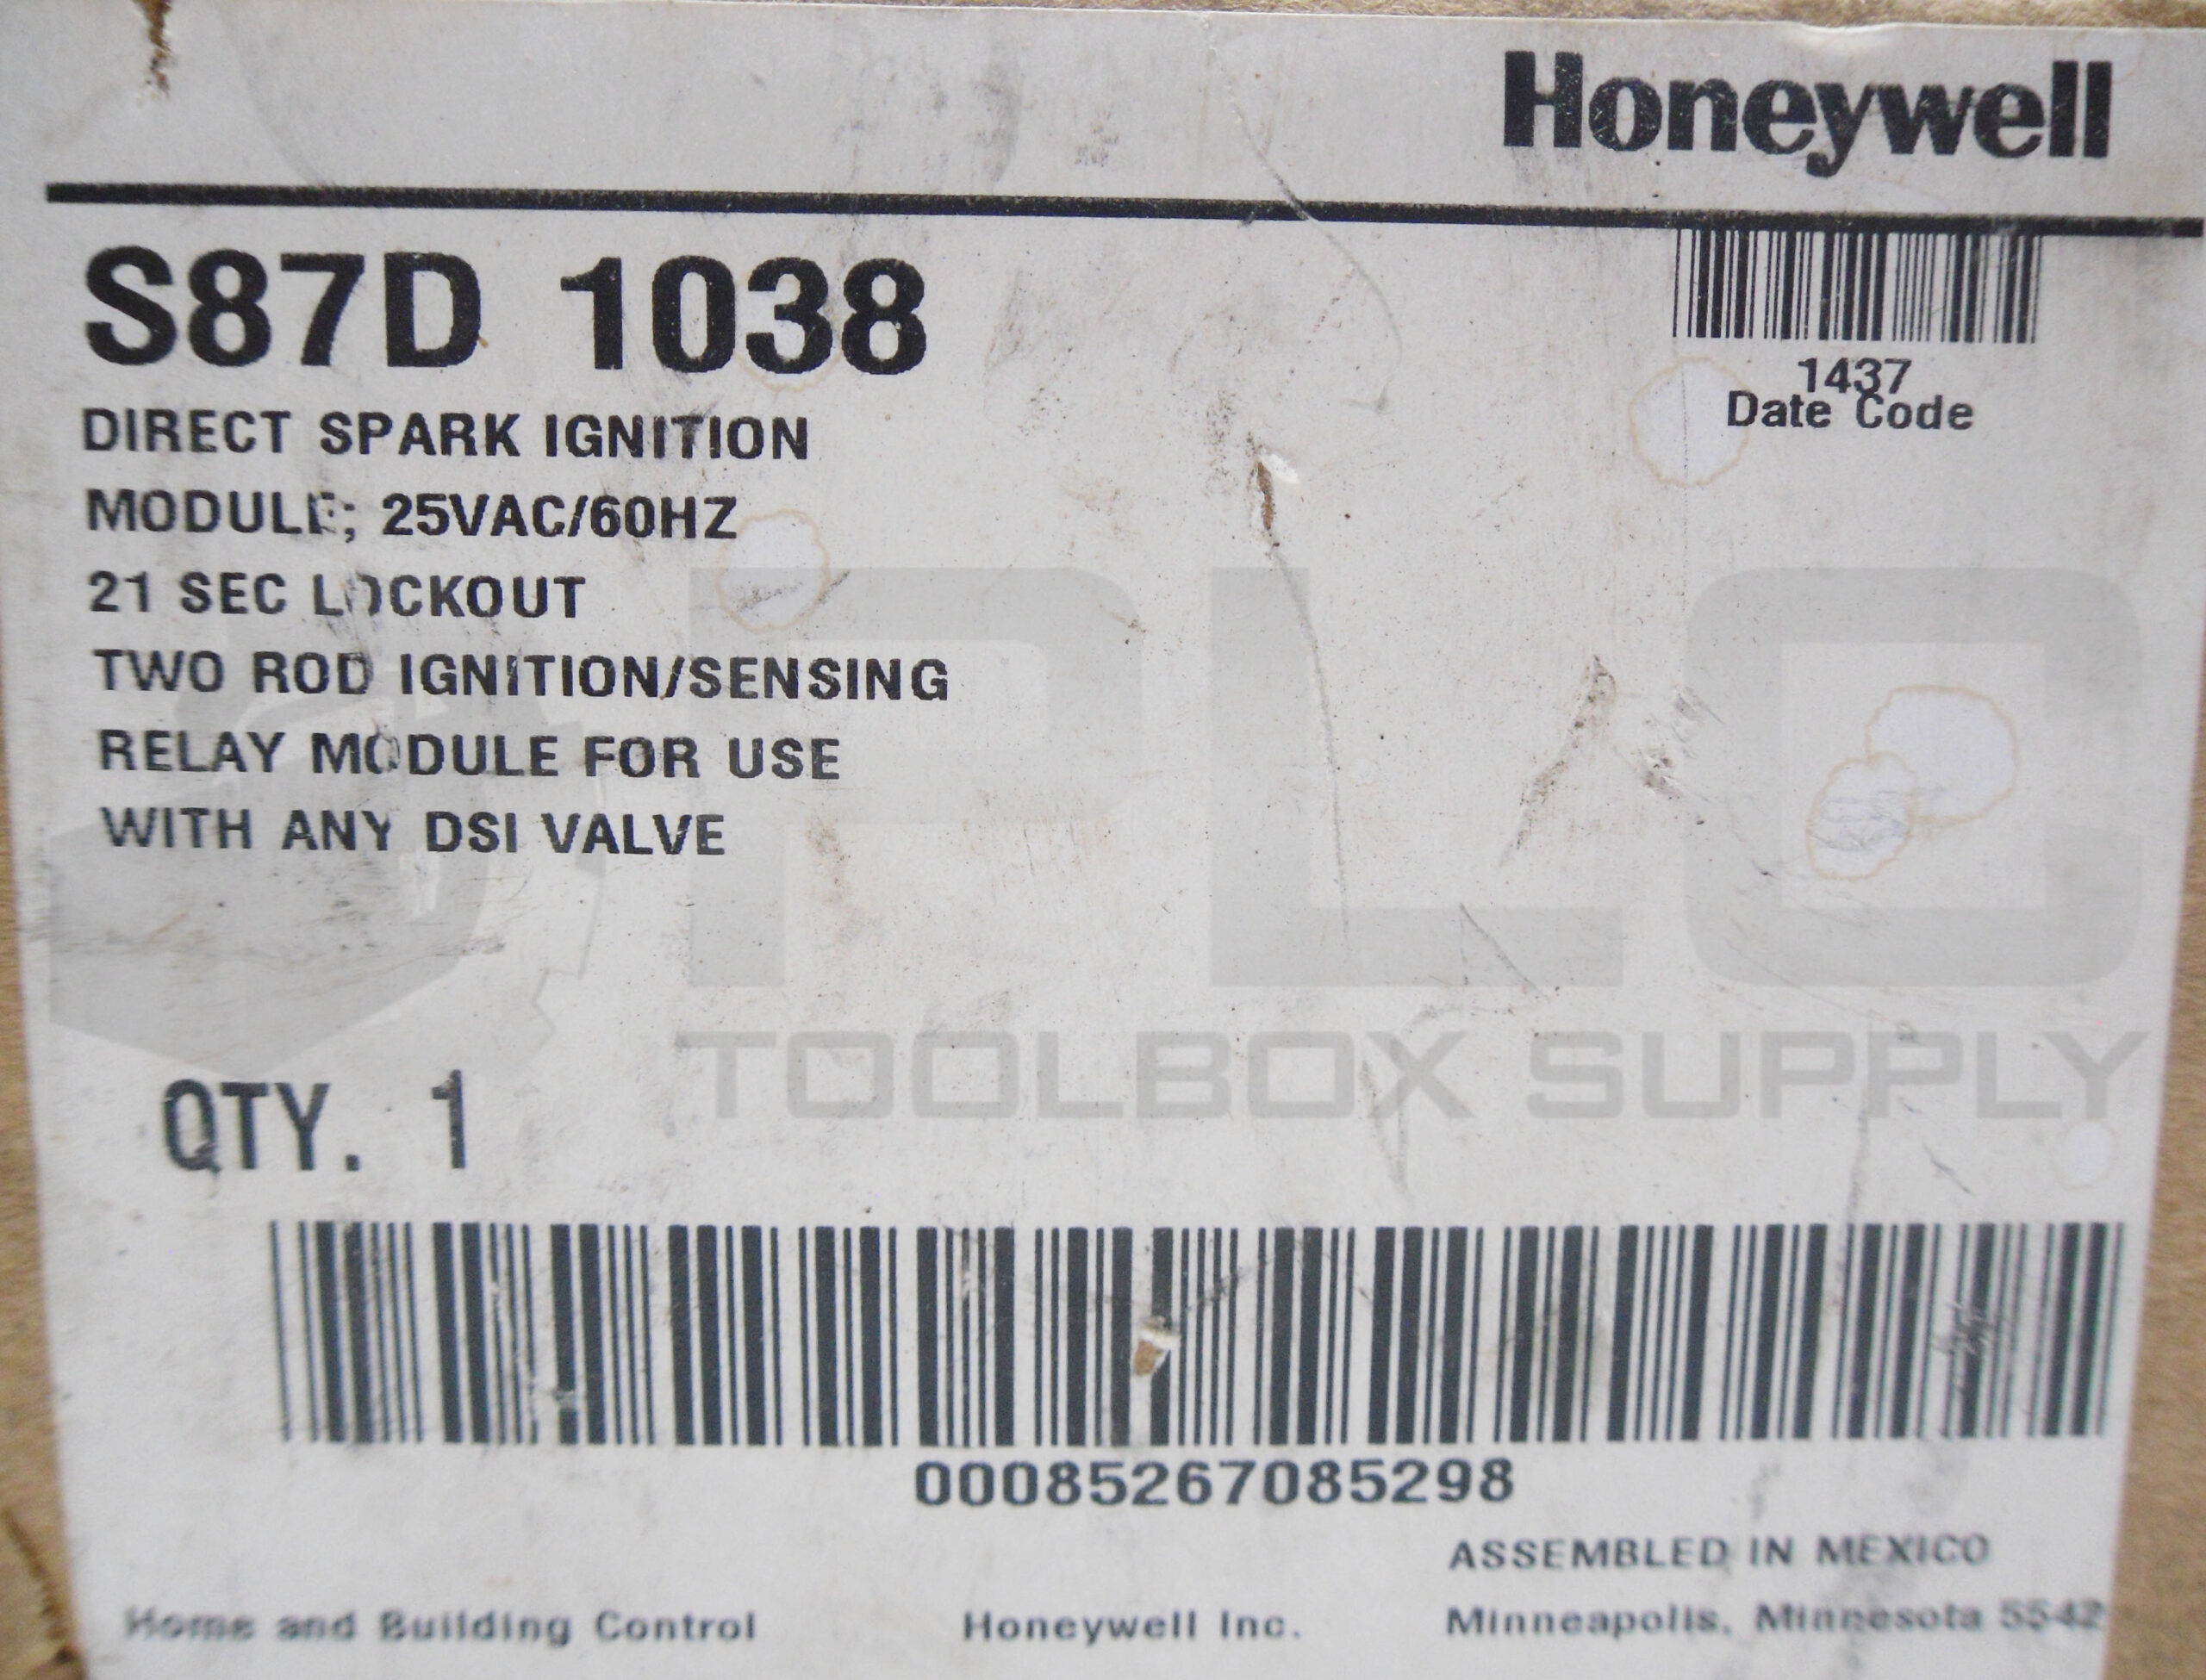 Honeywell
S87D 1038
1437
Date Code
DIRECT SPARK IGNITION
MODULE; 25VAC/60HZ
21 SEC LOCKOUT
TWO ROD IGNITION/SENSING
RELAY MODULE FOR USE
WITH ANY DSI VALVE
PLC
TOOLBOX SUPPLY
QTY. 1
00085267085298
ASSEMBLED IN MEXICO
Home and Building Control Honeywell Inc. Minneapolis, Minnesota 5542